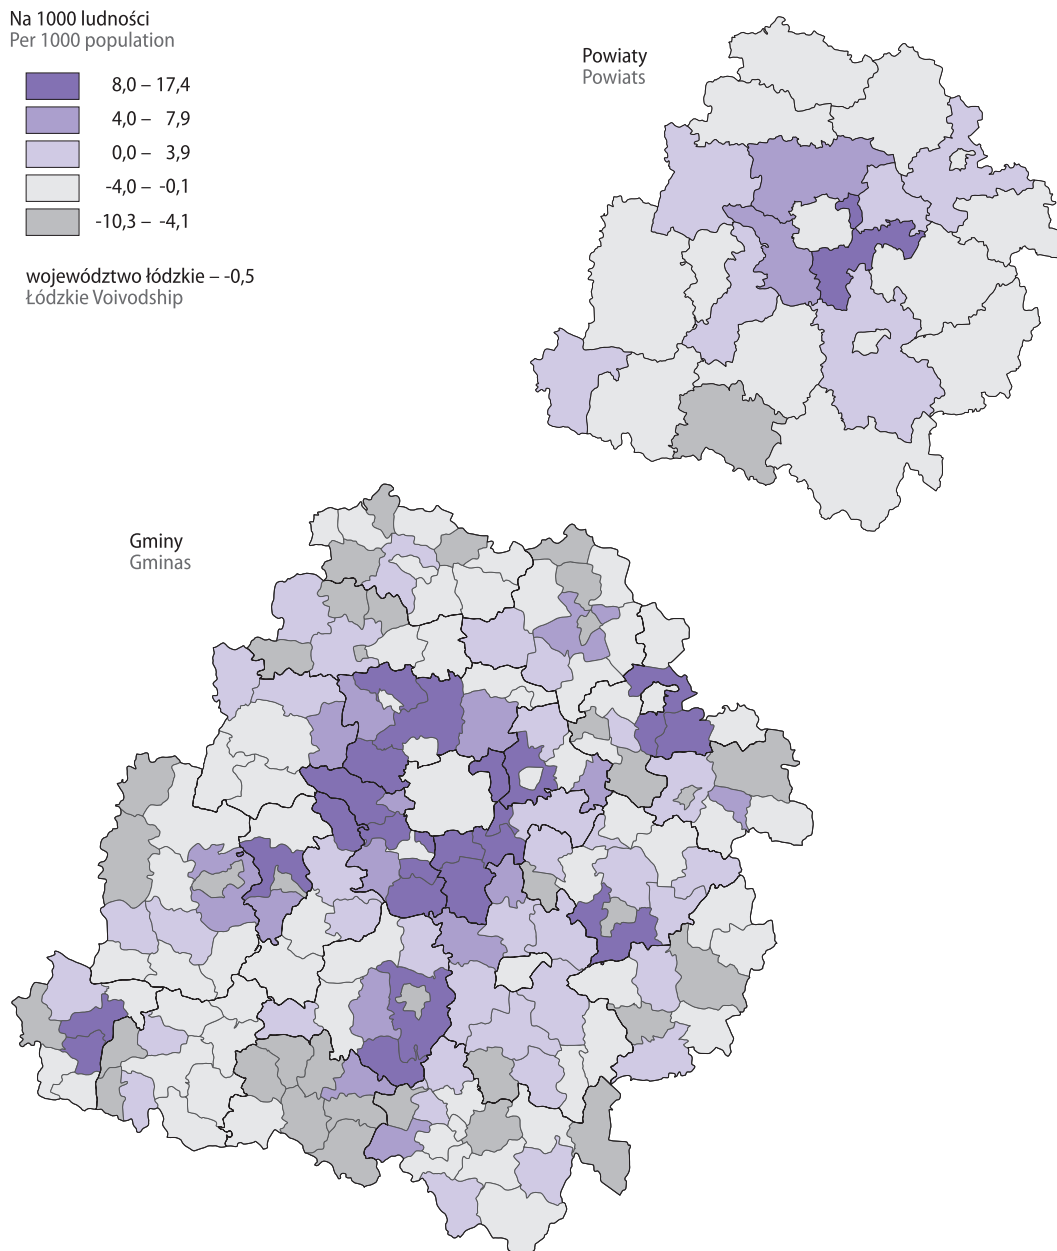 Na 1000 ludności
Per 1000 population
8,0 – 17,4
4,0 – 7,9
0,0 – 3,9
-4,0 – -0,1
-10,3 – -4,1
województwo łódzkie – -0,5
Łódzkie Voivodship
Powiaty
Powiats
Gminy
Gminas